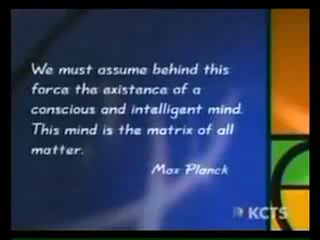 We must assume behind this
force the existence of a
conscious and intelligent mind.
This mind is the matrix of all
matter.
Max Planck
KCTS